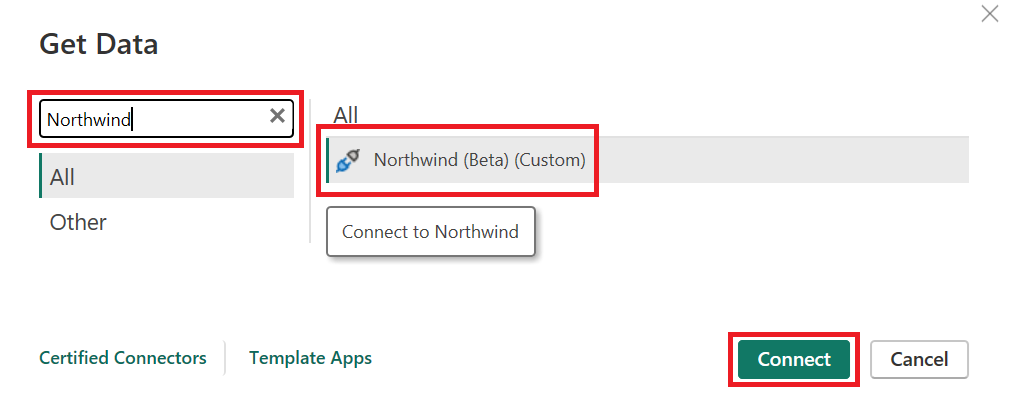 Get Data
Northwind
All
Other
All
Northwind (Beta) (Custom)
Connect to Northwind
Certified Connectors
Template Apps
Connect
Cancel